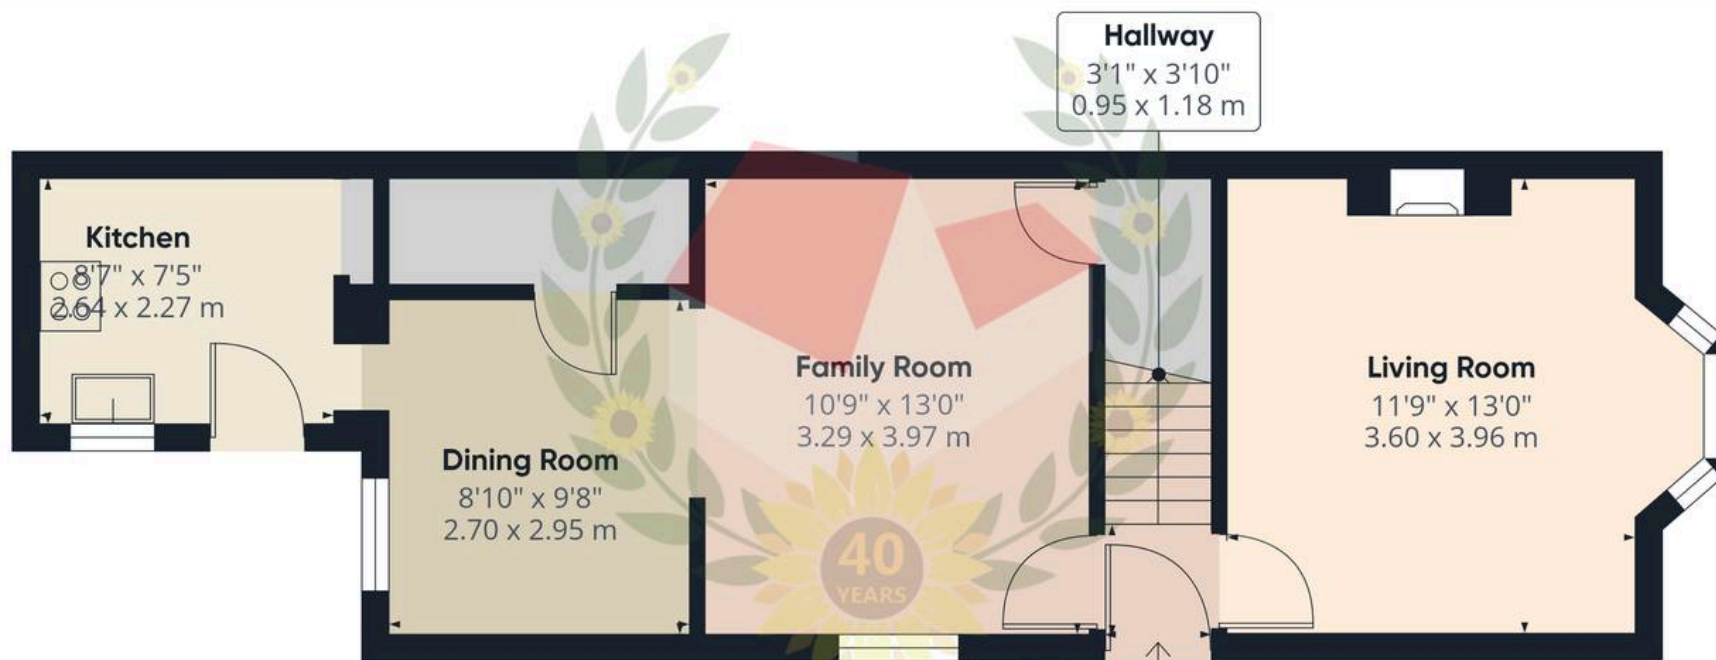 Hallway
3'1" x 3'10"
0.95 x 1.18 m
Kitchen
8'7" x 7'5"
2.64 x 2.27 m
Family Room
10'9" x 13'0"
3.29 x 3.97 m
Living Room
11'9" x 13'0"
3.60 x 3.96 m
Dining Room
8'10" x 9'8"
2.70 x 2.95 m
40
YEARS